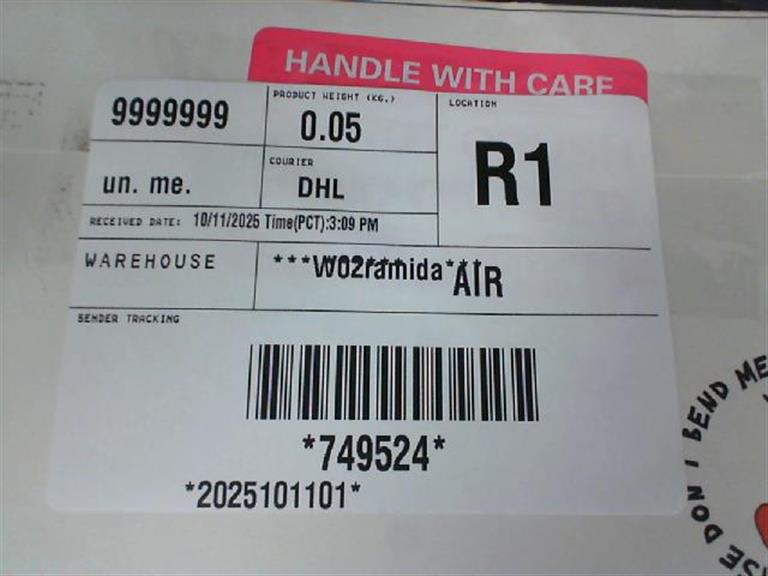 HANDLE WITH CARE
9999999
PRODUCT WEIGHT (KG.)
0.05
LOCATION
R1
un. me.
COURIER
DHL
RECEIVED DATE: 10/11/2025 Time(PCT):3:09 PM
WAREHOUSE
***W02ramida***
AIR
SENDER TRACKING
*749524*
*2025101101*
DON'T BEND ME